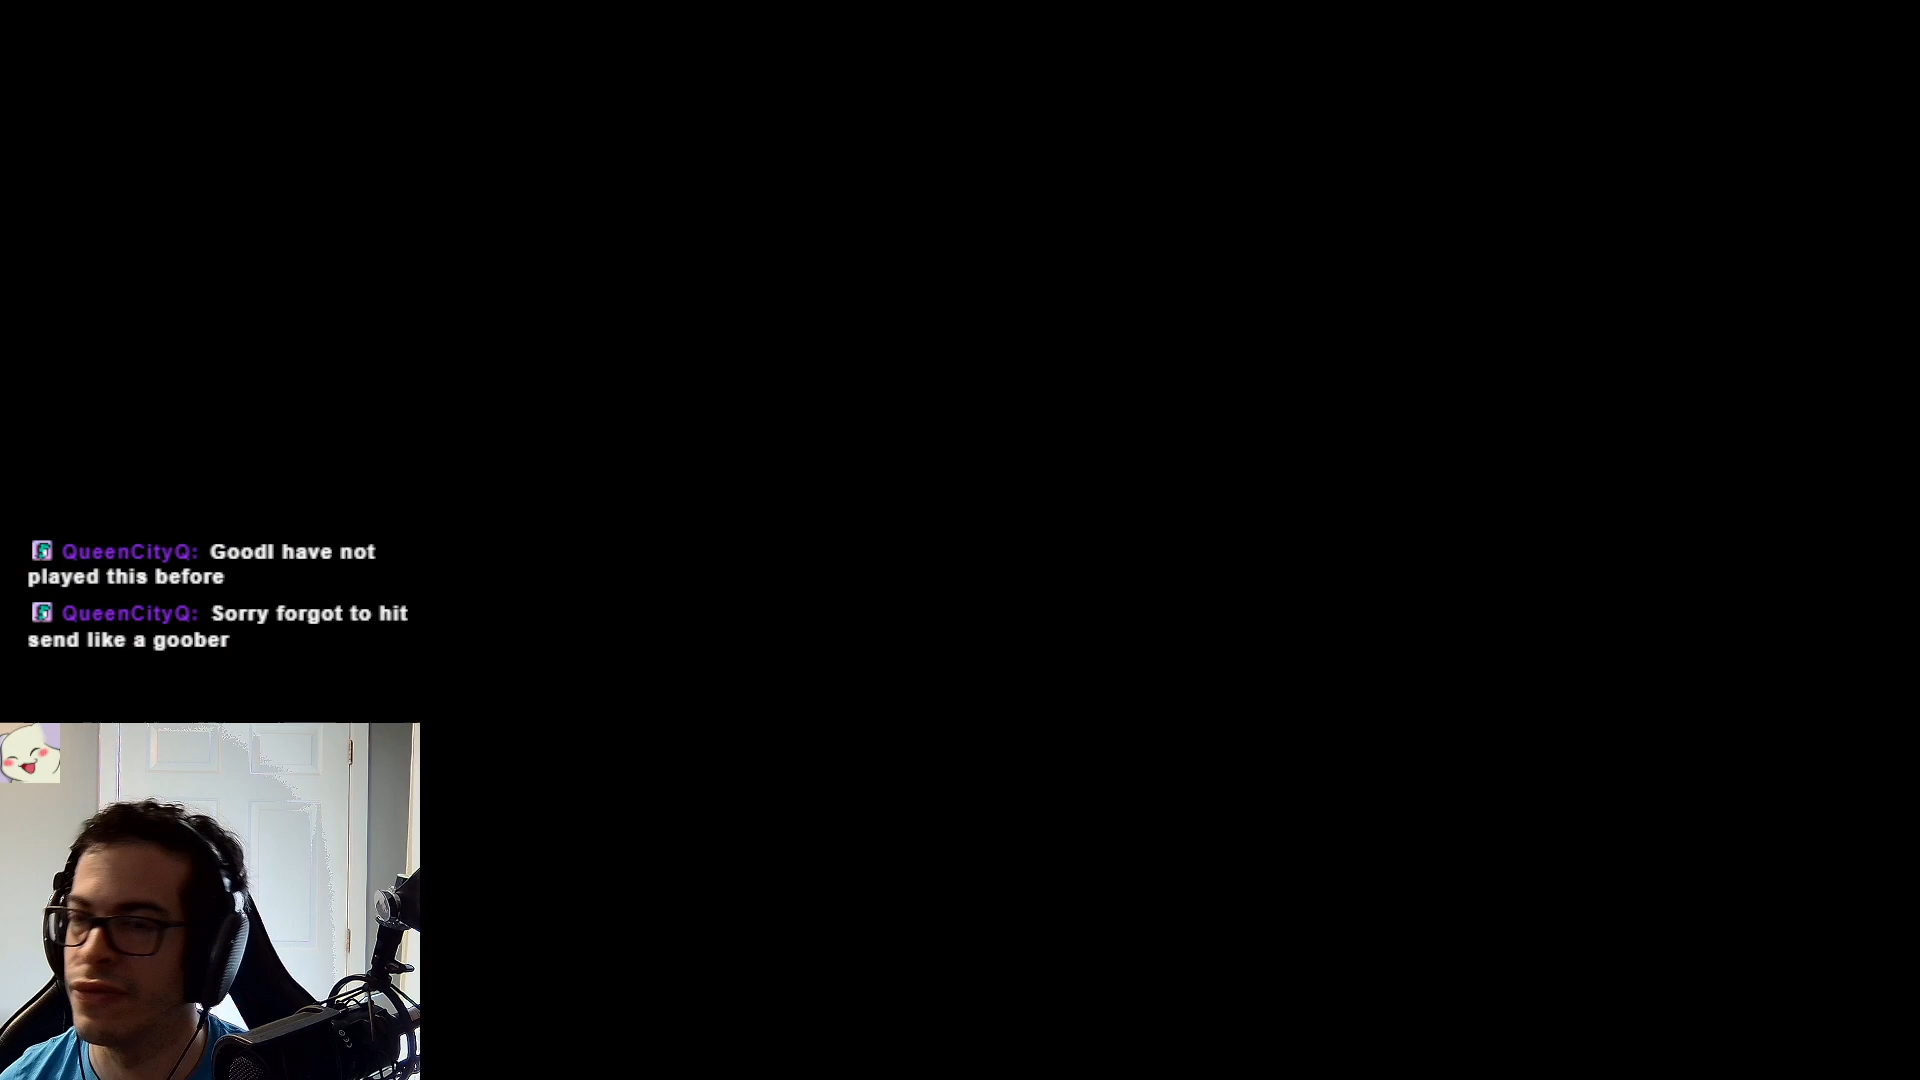 QueenCityQ: GoodI have not
played this before
QueenCityQ: Sorry forgot to hit
send like a goober